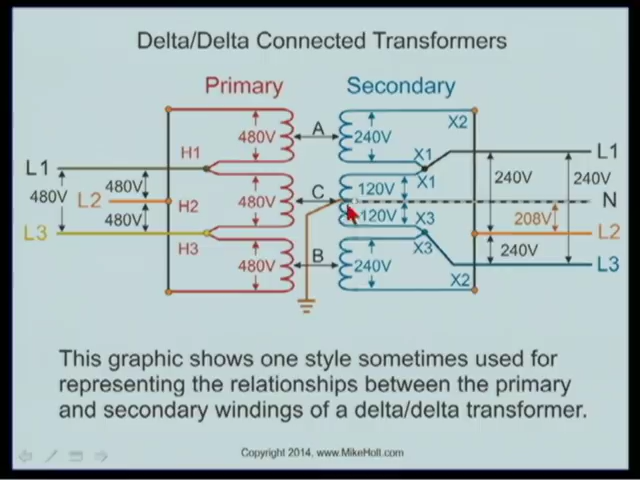 Delta/Delta Connected Transformers
Primary
Secondary
A
X2
480V
240V
H1
X1
L1
L1
480V
120V
X1
240V
240V
480V
480V
L2
H2
480V
C
N
120V
X3
208V
L3
H3
L2
B
X3
240V
480V
240V
L3
X2
This graphic shows one style sometimes used for
representing the relationships between the primary
and secondary windings of a delta/delta transformer.
Copyright 2014, www.MikeHolt.com